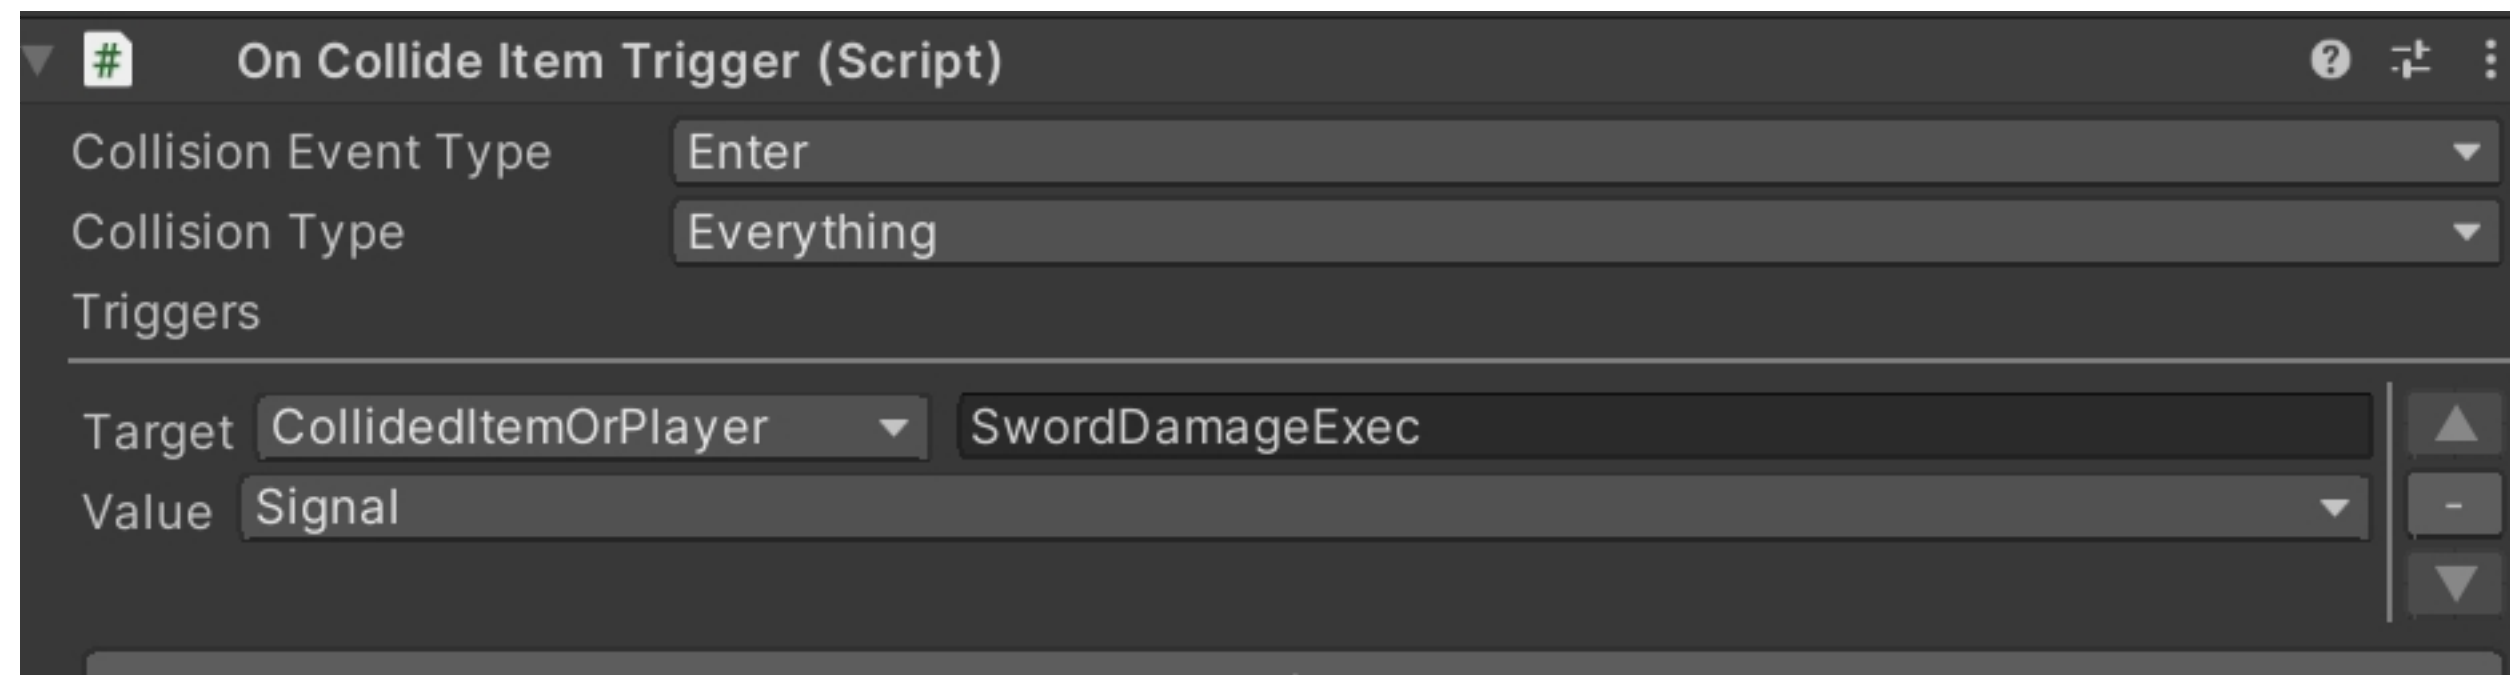 # On Collide Item Trigger (Script)
Collision Event Type Enter
Collision Type Everything
Triggers
Target CollidedItemOrPlayer SwordDamageExec
Value Signal -